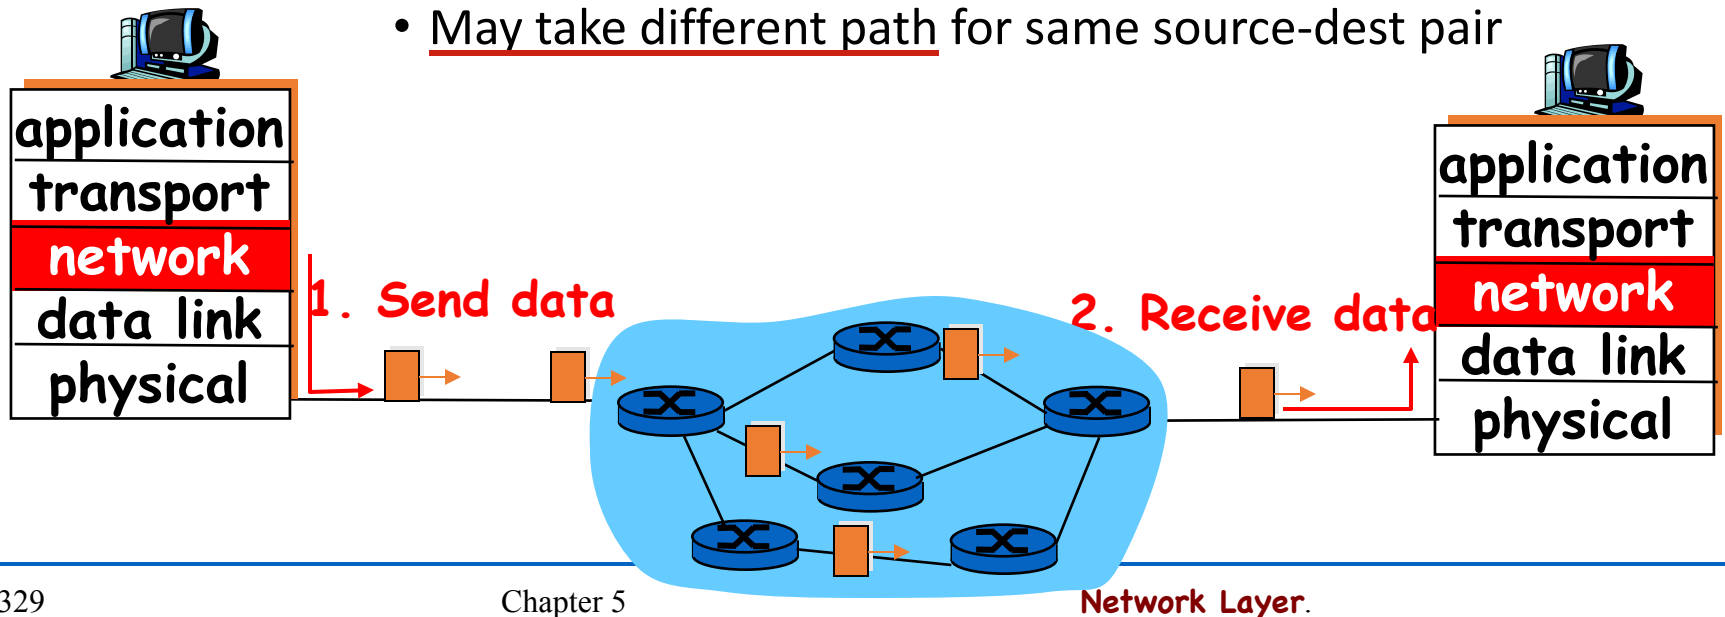 • May take different path for same source-dest pair
application
transport
network
data link
physical
1. Send data
2. Receive data
application
transport
network
data link
physical
329
Chapter 5
Network Layer.